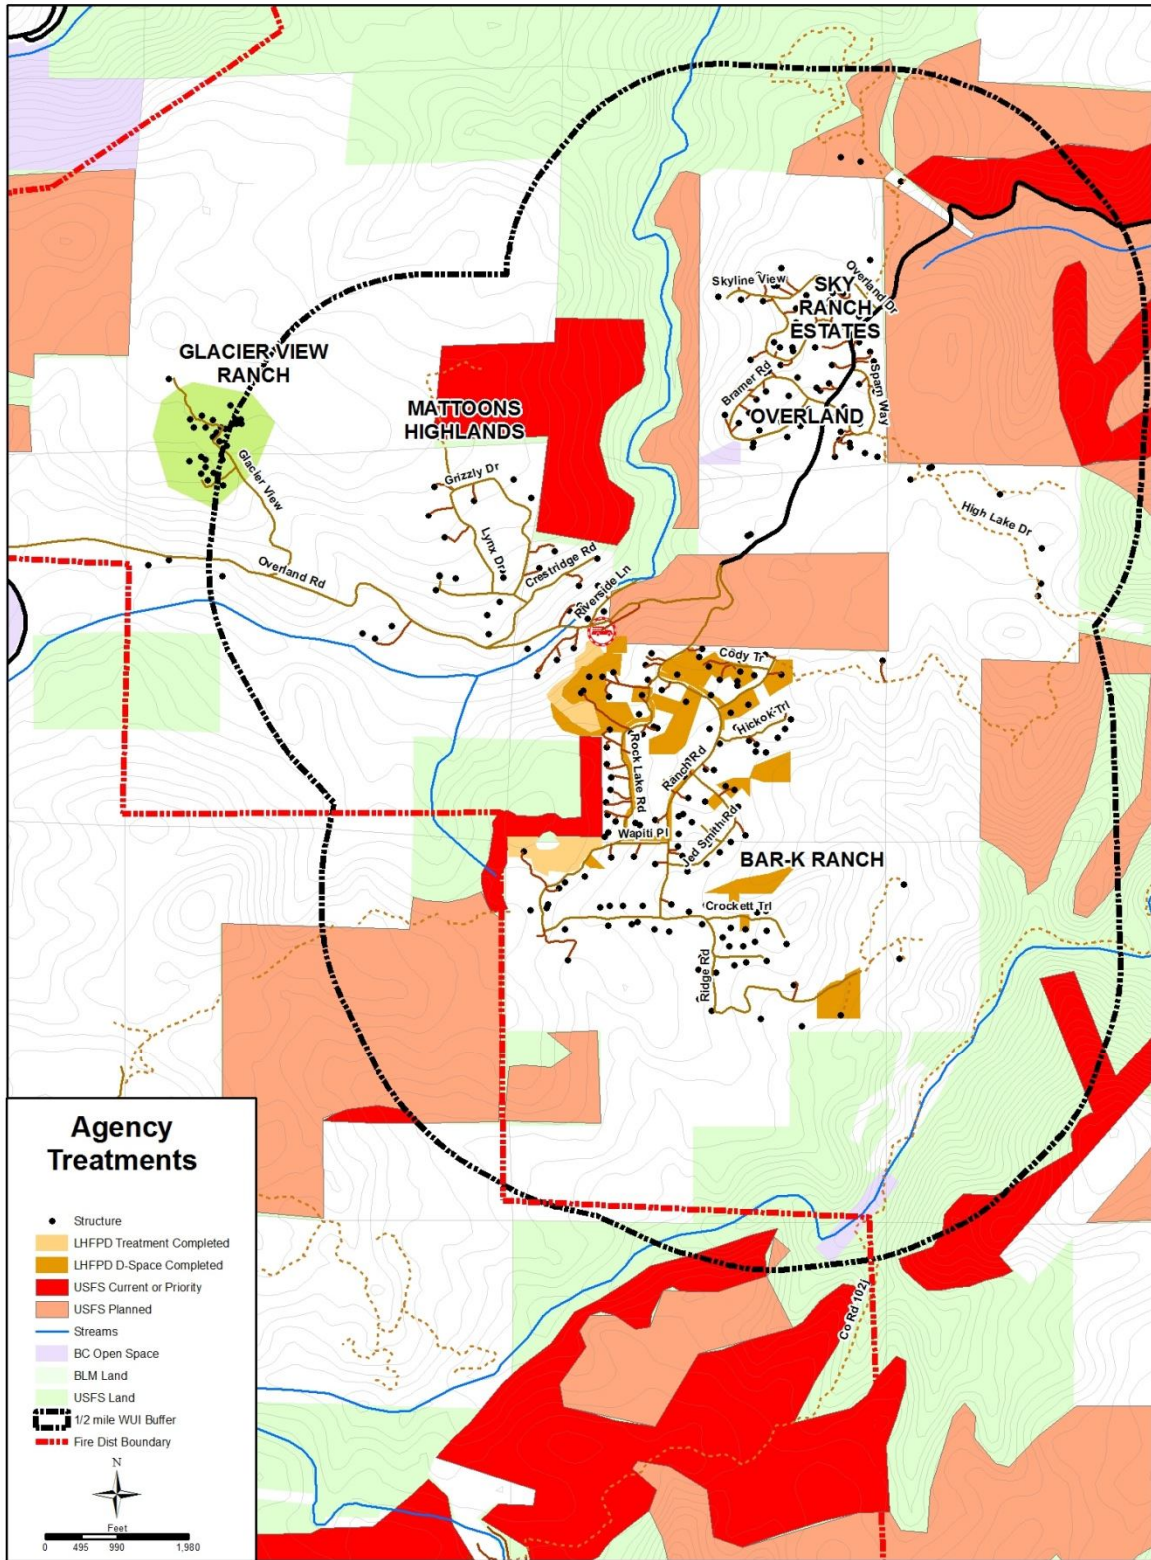 Skyline View
SKY
RANCH
ESTATES
Overland Dr
GLACIER VIEW
RANCH
Bramer Rd
Sparn Way
MATTOONS
HIGHLANDS
OVERLAND
Glacier View
Grizzly Dr
High Lake Dr
Lynx Dr
Crestridge Rd
Overland Rd
Riverside Ln
Cody Tr
Hickok Trl
Rock Lake Rd
Ranch Rd
Wapiti Pl
Jed Smith Rd
BAR-K RANCH
Crockett Trl
Ridge Rd
Co Rd 102j
Agency
Treatments
Structure
LHFPD Treatment Completed
LHFPD D-Space Completed
USFS Current or Priority
USFS Planned
Streams
BC Open Space
BLM Land
USFS Land
1/2 mile WUI Buffer
Fire Dist Boundary
N
Feet
0 495 990 1,980